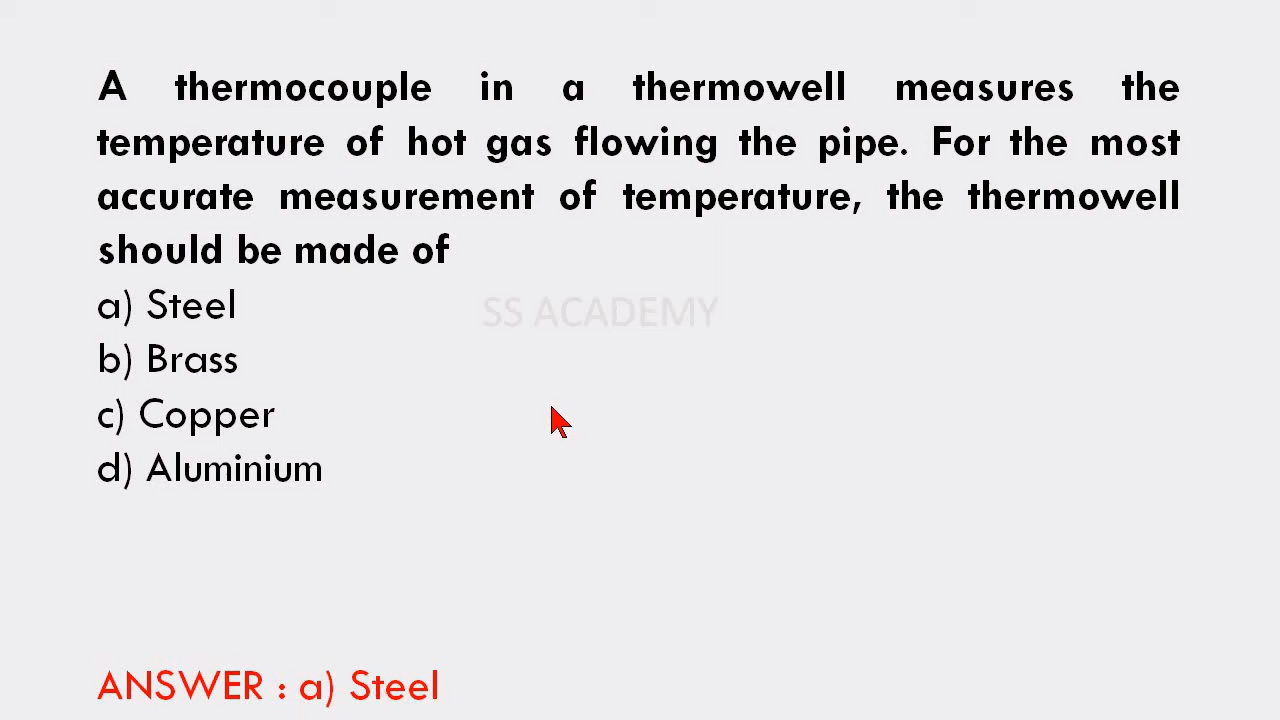 A thermocouple in a thermowell measures the
temperature of hot gas flowing the pipe. For the most
accurate measurement of temperature, the thermowell
should be made of
a) Steel
SS ACADEMY
b) Brass
c) Copper
d) Aluminium
ANSWER : a) Steel